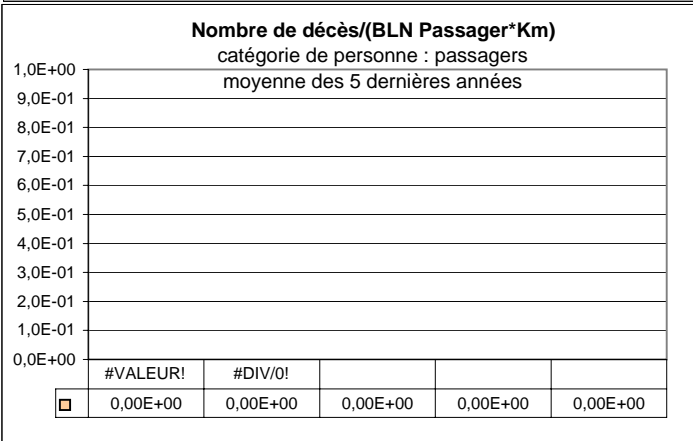 Nombre de décès/(BLN Passager*Km)
catégorie de personne : passagers
moyenne des 5 dernières années
1,0E+00
9,0E-01
8,0E-01
7,0E-01
6,0E-01
5,0E-01
4,0E-01
3,0E-01
2,0E-01
1,0E-01
0,0E+00
#VALEUR! #DIV/0!
0,00E+00 0,00E+00 0,00E+00 0,00E+00 0,00E+00